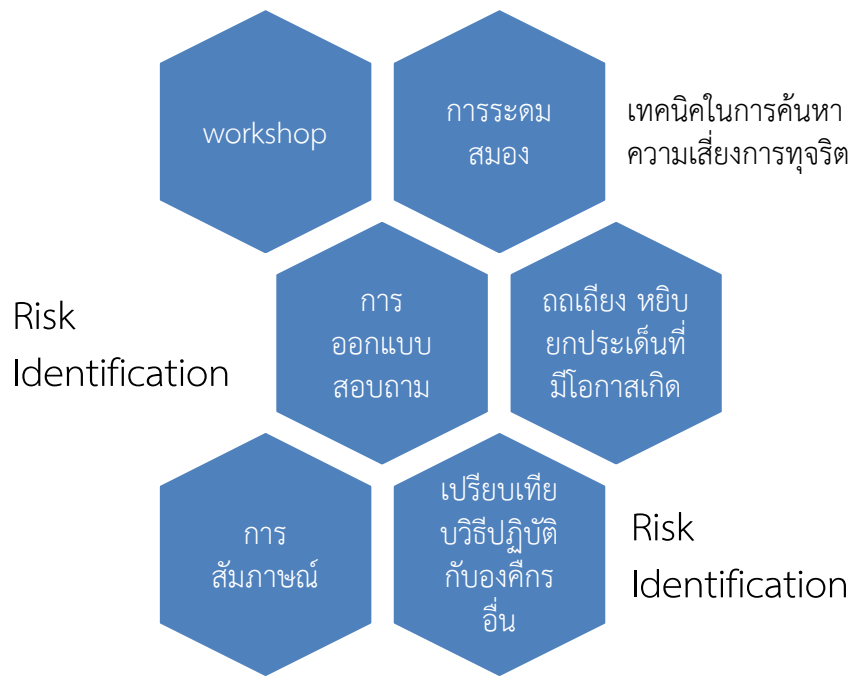 workshop
การระดม
สมอง
เทคนิคในการค้นหา
ความเสี่ยงการทุจริต
Risk
Identification
การ
ออกแบบ
สอบถาม
ถถเถียง หยิบ
ยกประเด็นที่
มีโอกาสเกิด
การ
สัมภาษณ์
เปรียบเทีย
บวิธีปฏิบัติ
กับองค์กร
อื่น
Risk
Identification